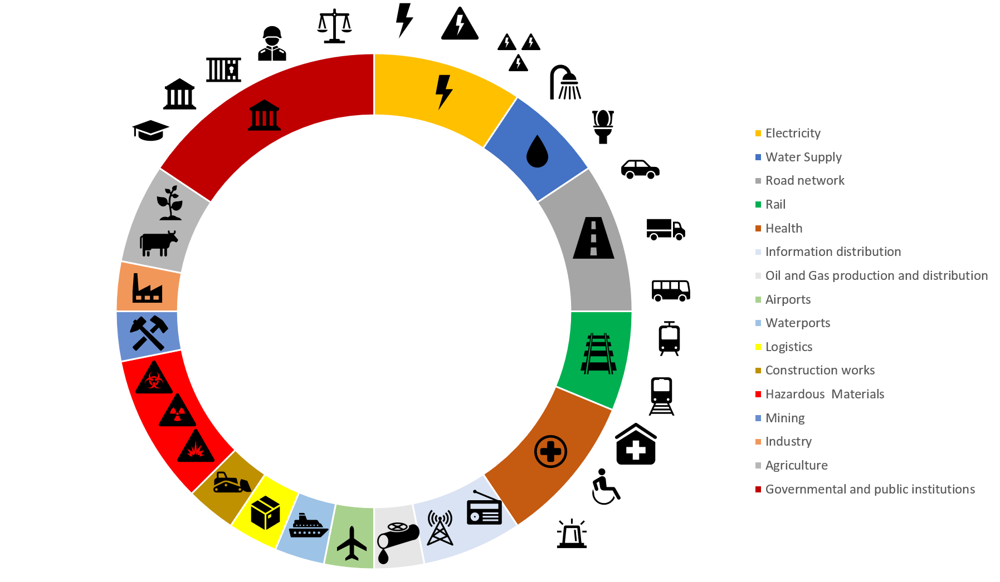 Electricity
Water Supply
Road network
Rail
Health
Information distribution
Oil and Gas production and distribution
Airports
Waterports
Logistics
Construction works
Hazardous  Materials
Mining
Industry
Agriculture
Governmental and public institutions